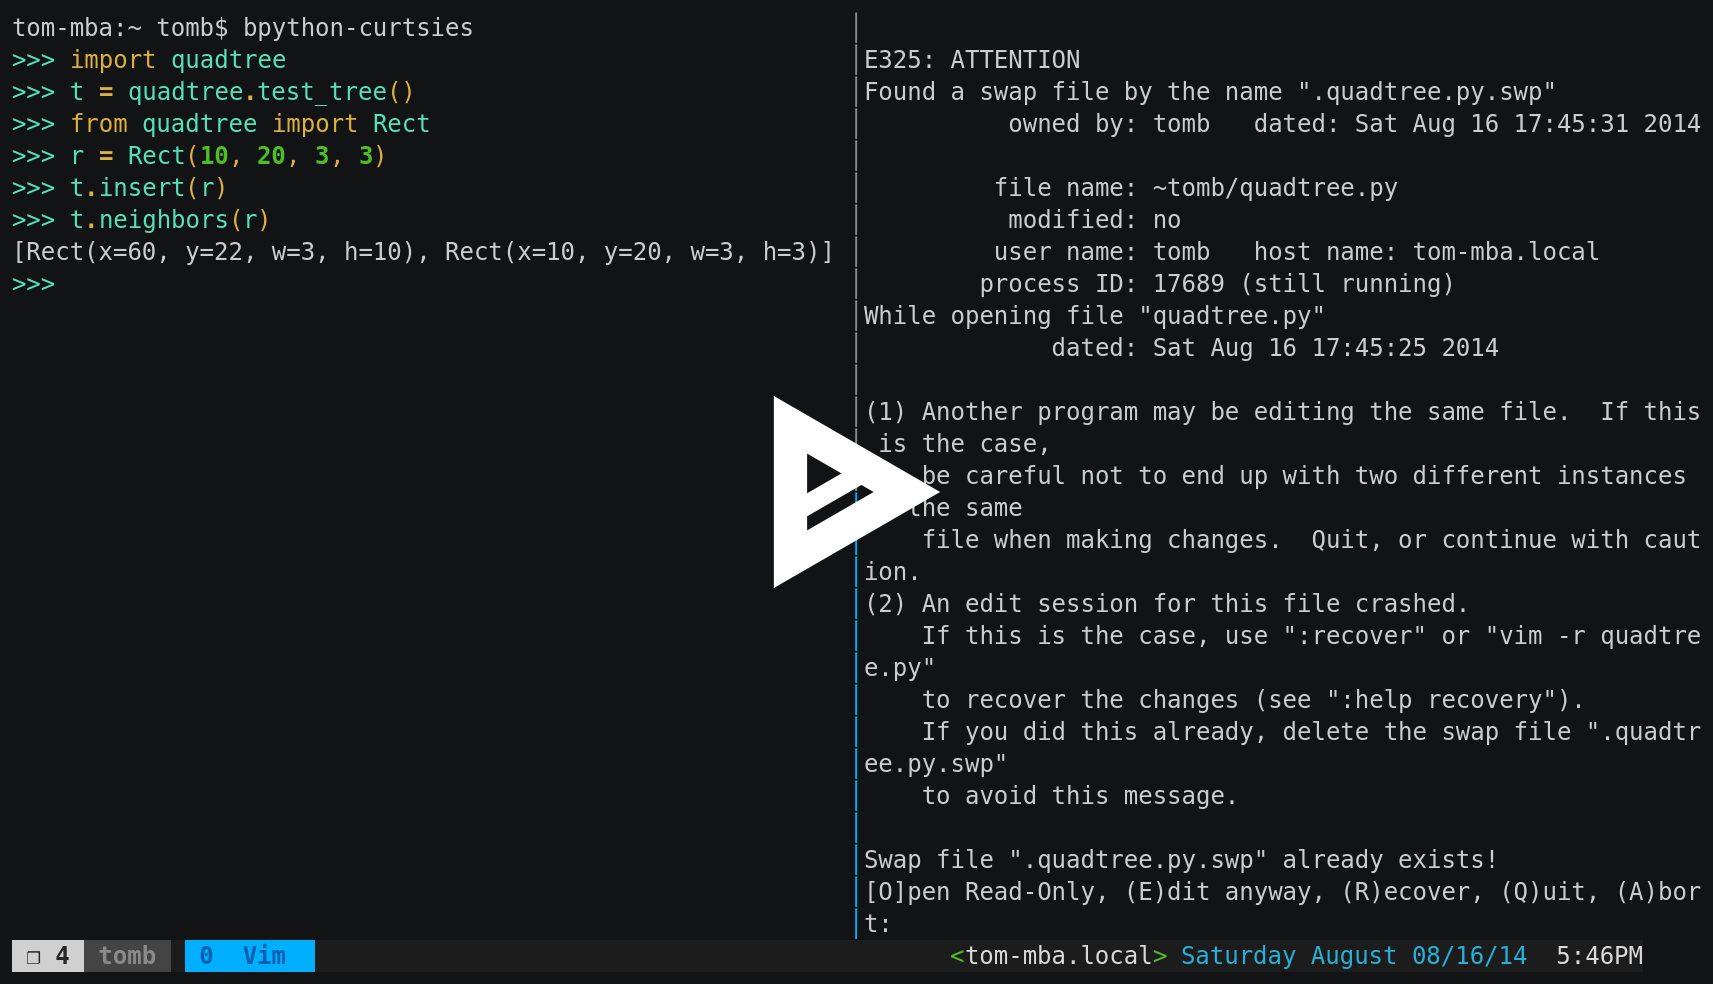 tom-mba:~ tomb$ bpython-curtsies
>>> import quadtree
>>> t = quadtree.test_tree()
>>> from quadtree import Rect
>>> r = Rect(10, 20, 3, 3)
>>> t.insert(r)
>>> t.neighbors(r)
[Rect(x=60, y=22, w=3, h=10), Rect(x=10, y=20, w=3, h=3)]
>>>
E325: ATTENTION
Found a swap file by the name ".quadtree.py.swp"
owned by: tomb   dated: Sat Aug 16 17:45:31 2014
file name: ~tomb/quadtree.py
modified: no
user name: tomb   host name: tom-mba.local
process ID: 17689 (still running)
While opening file "quadtree.py"
dated: Sat Aug 16 17:45:25 2014
(1) Another program may be editing the same file.  If this
is the case,
be careful not to end up with two different instances
the same
file when making changes.  Quit, or continue with caut
ion.
(2) An edit session for this file crashed.
If this is the case, use ":recover" or "vim -r quadtre
e.py"
to recover the changes (see ":help recovery").
If you did this already, delete the swap file ".quadtr
ee.py.swp"
to avoid this message.
Swap file ".quadtree.py.swp" already exists!
[O]pen Read-Only, (E)dit anyway, (R)ecover, (Q)uit, (A)bor
t:
❐ 4 tomb 0 Vim <tom-mba.local> Saturday August 08/16/14 5:46PM